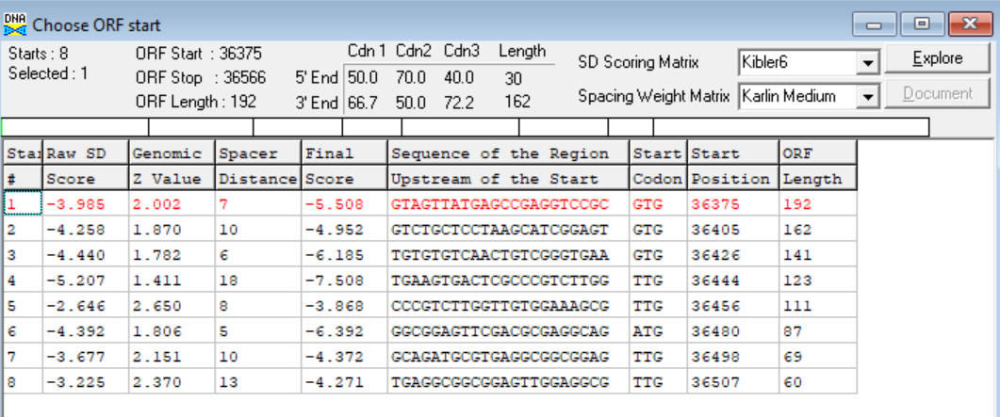 DNA Choose ORF start
Starts : 8 ORF Start : 36375 Cdn 1 Cdn2 Cdn3 Length SD Scoring Matrix Kibler6 Explore
Selected : 1 ORF Stop : 36566 5' End 50.0 70.0 40.0 30
ORF Length : 192 3' End 66.7 50.0 72.2 162 Spacing Weight Matrix Karlin Medium Document
Star Raw SD Genomic Spacer Final Sequence of the Region Start Start ORF
# Score Z Value Distance Score Upstream of the Start Codon Position Length
1 -3.985 2.002 7 -5.508 GTAGTTATGAGCCGAGGTCCGC GTG 36375 192
2 -4.258 1.870 10 -4.952 GTCTGCTCCTAAGCATCGGAGT GTG 36405 162
3 -4.440 1.782 6 -6.185 TGTGTGTCAACTGTCGGGTGAA GTG 36426 141
4 -5.207 1.411 18 -7.508 TGAAGTGACTCGCCCGTCTTGG TTG 36444 123
5 -2.646 2.650 8 -3.868 CCCGTCTTGGTTGTGGAAAGCG TTG 36456 111
6 -4.392 1.806 5 -6.392 GGCGGAGTTCGACGCGAGGCAG ATG 36480 87
7 -3.677 2.151 10 -4.372 GCAGATGCGTGAGGCGGCGGAG TTG 36498 69
8 -3.225 2.370 13 -4.271 TGAGGCGGCGGAGTTGGAGGCG TTG 36507 60